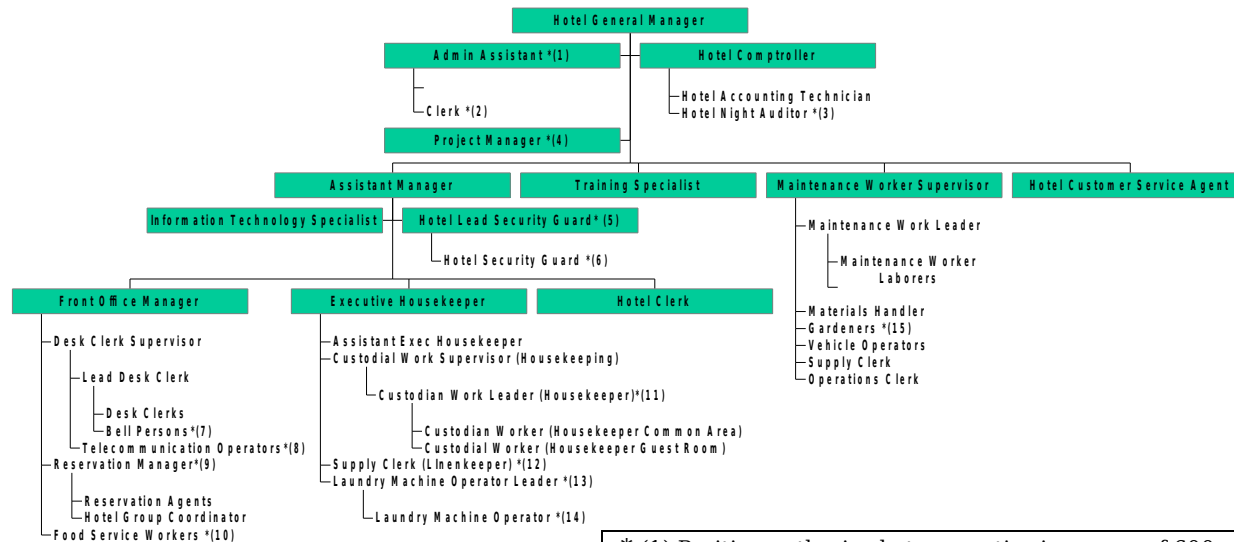 Hotel General Manager
Admin Assistant *(1)
Hotel Comptroller
Clerk *(2)
Hotel Accounting Technician
Hotel Night Auditor *(3)
Project Manager *(4)
Assistant Manager
Training Specialist
Maintenance Worker Supervisor
Hotel Customer Service Agent
Information Technology Specialist
Hotel Lead Security Guard* (5)
Hotel Security Guard *(6)
Maintenance Work Leader
Maintenance Worker
Laborers
Materials Handler
Gardeners *(15)
Vehicle Operators
Supply Clerk
Operations Clerk
Front Office Manager
Executive Housekeeper
Hotel Clerk
Desk Clerk Supervisor
Lead Desk Clerk
Desk Clerks
Bell Persons*(7)
Telecommunication Operators*(8)
Reservation Manager*(9)
Reservation Agents
Hotel Group Coordinator
Food Service Workers *(10)
Assistant Exec Housekeeper
Custodial Work Supervisor (Housekeeping)
Custodian Work Leader (Housekeeper)*(11)
Custodian Worker (Housekeeper Common Area)
Custodial Worker (Housekeeper Guest Room)
Supply Clerk (LInenkeeper) *(12)
Laundry Machine Operator Leader *(13)
Laundry Machine Operator *(14)